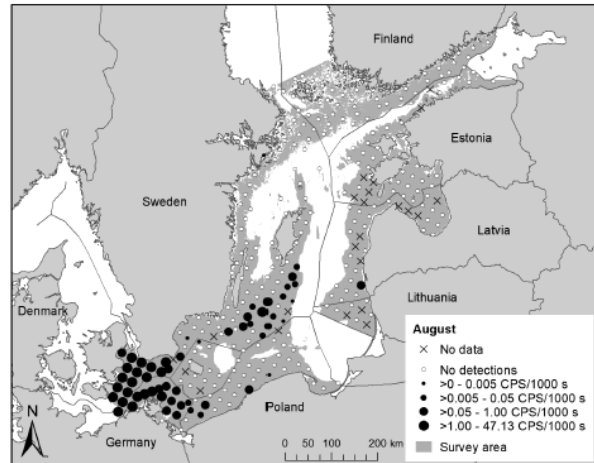 Finland
Estonia
Sweden
Latvia
Lithuania
Denmark
August
No data
No detections
>0 - 0.005 CPS/1000 s
>0.005 - 0.05 CPS/1000 s
>0.05 - 1.00 CPS/1000 s
>1.00 - 47.13 CPS/1000 s
Survey area
Poland
N
Germany
0 50 100 200 km